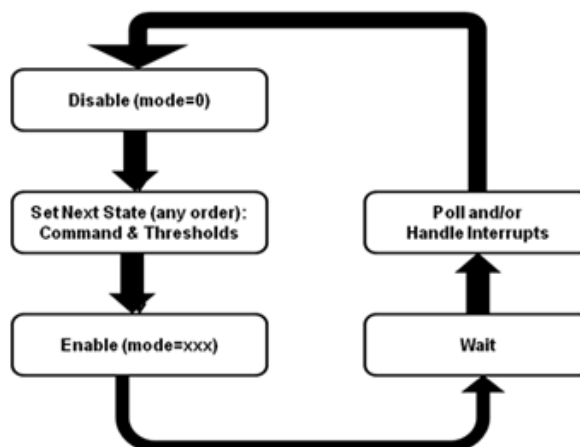 Disable (mode=0)
Set Next State (any order):
Command & Thresholds
Enable (mode=xxx)
Wait
Poll and/or
Handle Interrupts